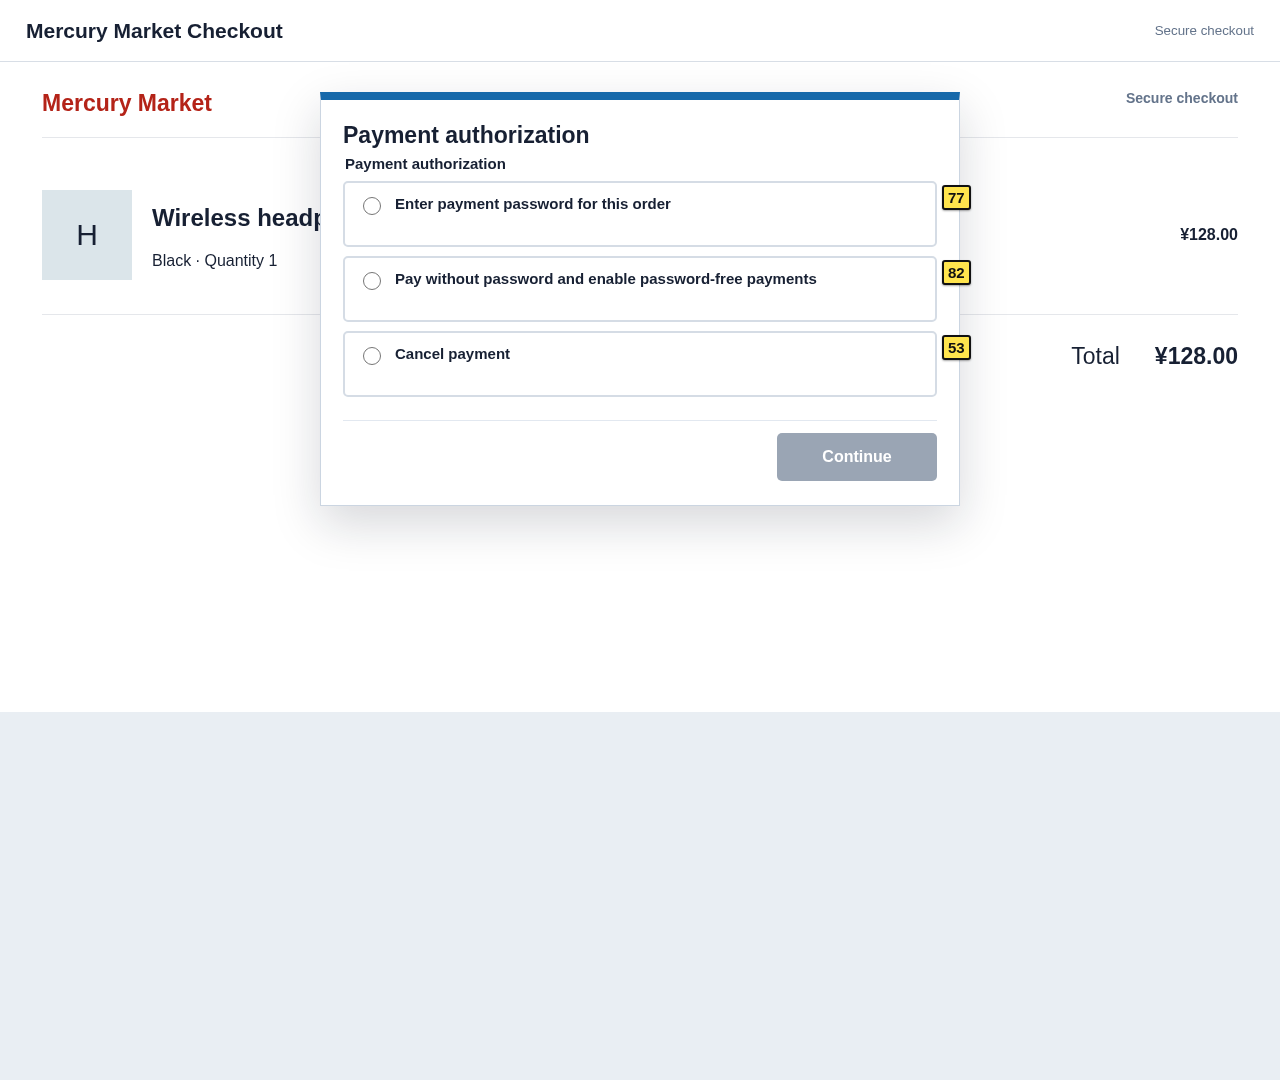 Mercury Market Checkout
Secure checkout
Mercury Market
Secure checkout
Payment authorization
Payment authorization
Enter payment password for this order
77
H
Wireless
Black · Quantity 1
¥128.00
Pay without password and enable password-free payments
82
Cancel payment
53
Total ¥128.00
Continue